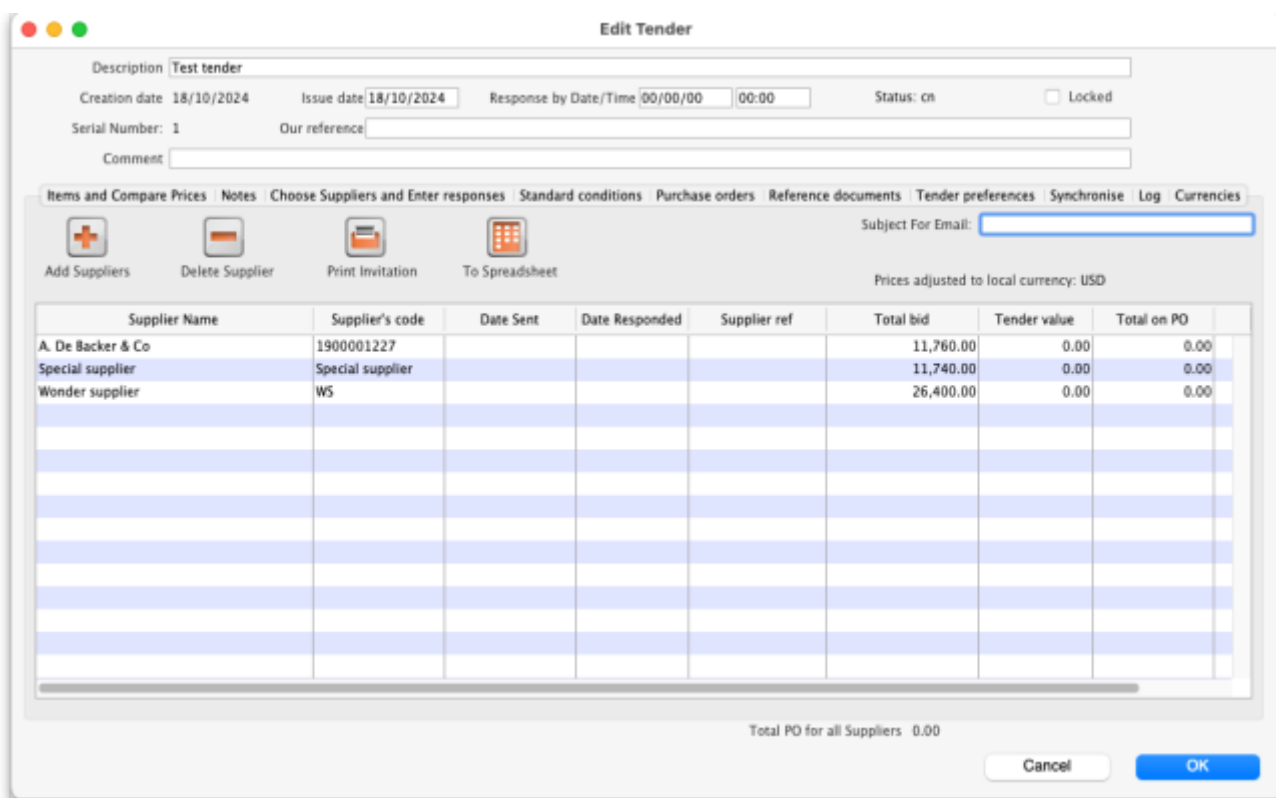 Edit Tender
Description Test tender
Creation date 18/10/2024 Issue date 18/10/2024 Response by Date/Time 00/00/00 00:00 Status: cn Locked
Serial Number: 1 Our reference
Comment
Items and Compare Prices Notes Choose Suppliers and Enter responses Standard conditions Purchase orders Reference documents Tender preferences Synchronise Log Currencies
Subject For Email:
Add Suppliers Delete Supplier Print Invitation To Spreadsheet
Prices adjusted to local currency: USD
Supplier Name Supplier's code Date Sent Date Responded Supplier ref Total bid Tender value Total on PO
A. De Backer & Co 1900001227 11,760.00 0.00 0.00
Special supplier Special supplier 11,740.00 0.00 0.00
Wonder supplier WS 26,400.00 0.00 0.00
Total PO for all Suppliers 0.00
Cancel OK